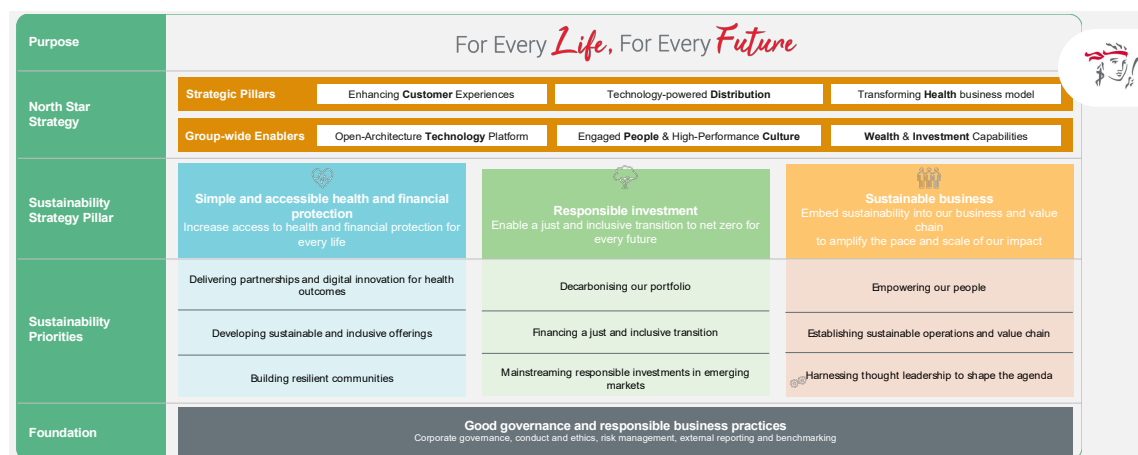 Purpose
For Every Life, For Every Future
North Star
Strategy
Strategic Pillars
Enhancing Customer Experiences
Technology-powered Distribution
Transforming Health business model
Group-wide Enablers
Open-Architecture Technology Platform
Engaged People & High-Performance Culture
Wealth & Investment Capabilities
Sustainability
Strategy Pillar
Simple and accessible health and financial
protection
Increase access to health and financial protection for
every life
Responsible investment
Enable a just and inclusive transition to net zero for
every future
Sustainable business
Embed sustainability into our business and value
chain
to amplify the pace and scale of our impact
Sustainability
Priorities
Delivering partnerships and digital innovation for health
outcomes
Decarbonising our portfolio
Empowering our people
Developing sustainable and inclusive offerings
Financing a just and inclusive transition
Establishing sustainable operations and value chain
Building resilient communities
Mainstreaming responsible investments in emerging
markets
Harnessing thought leadership to shape the agenda
Foundation
Good governance and responsible business practices
Corporate governance, conduct and ethics, risk management, external reporting and benchmarking